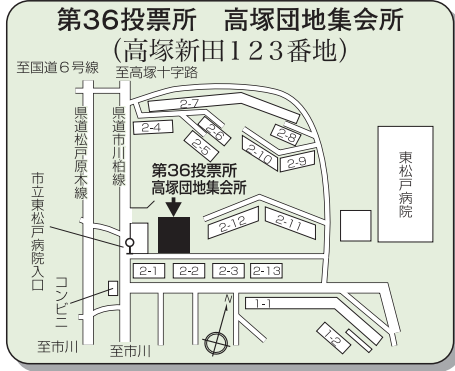 第36投票所 高塚団地集会所
(高塚新田123番地)
至国道6号線
至高塚十字路
県道松戸原木線
県道市川柏線
2-7
2-4
2-6
2-5
2-8
2-10
2-9
第36投票所
高塚団地集会所
東松戸病院
市立東松戸病院入口
2-12
2-11
2-1
2-2
2-3
2-13
コンビニ
1-1
N
1-2
至市川
至市川